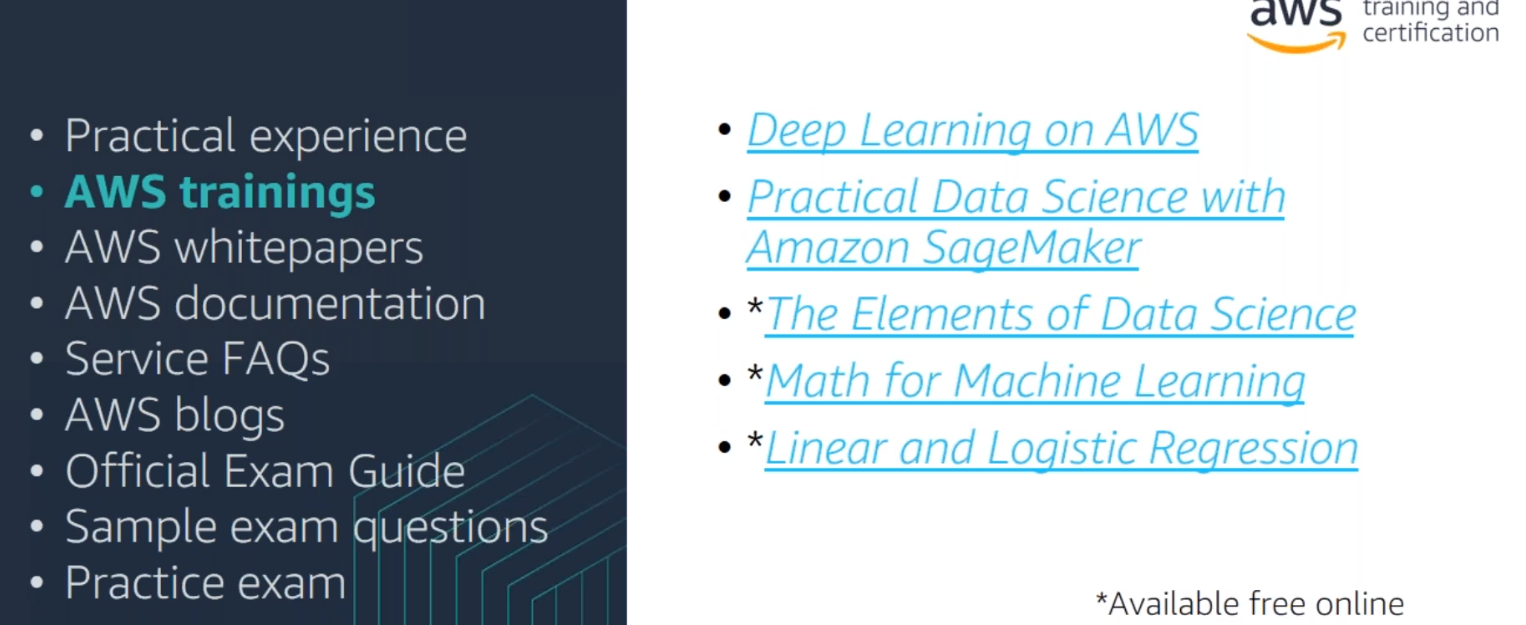 • Practical experience
• AWS trainings
• AWS whitepapers
• AWS documentation
• Service FAQs
• AWS blogs
• Official Exam Guide
• Sample exam questions
• Practice exam
aws training and
certification
• Deep Learning on AWS
• Practical Data Science with
Amazon SageMaker
• *The Elements of Data Science
• *Math for Machine Learning
• *Linear and Logistic Regression
*Available free online